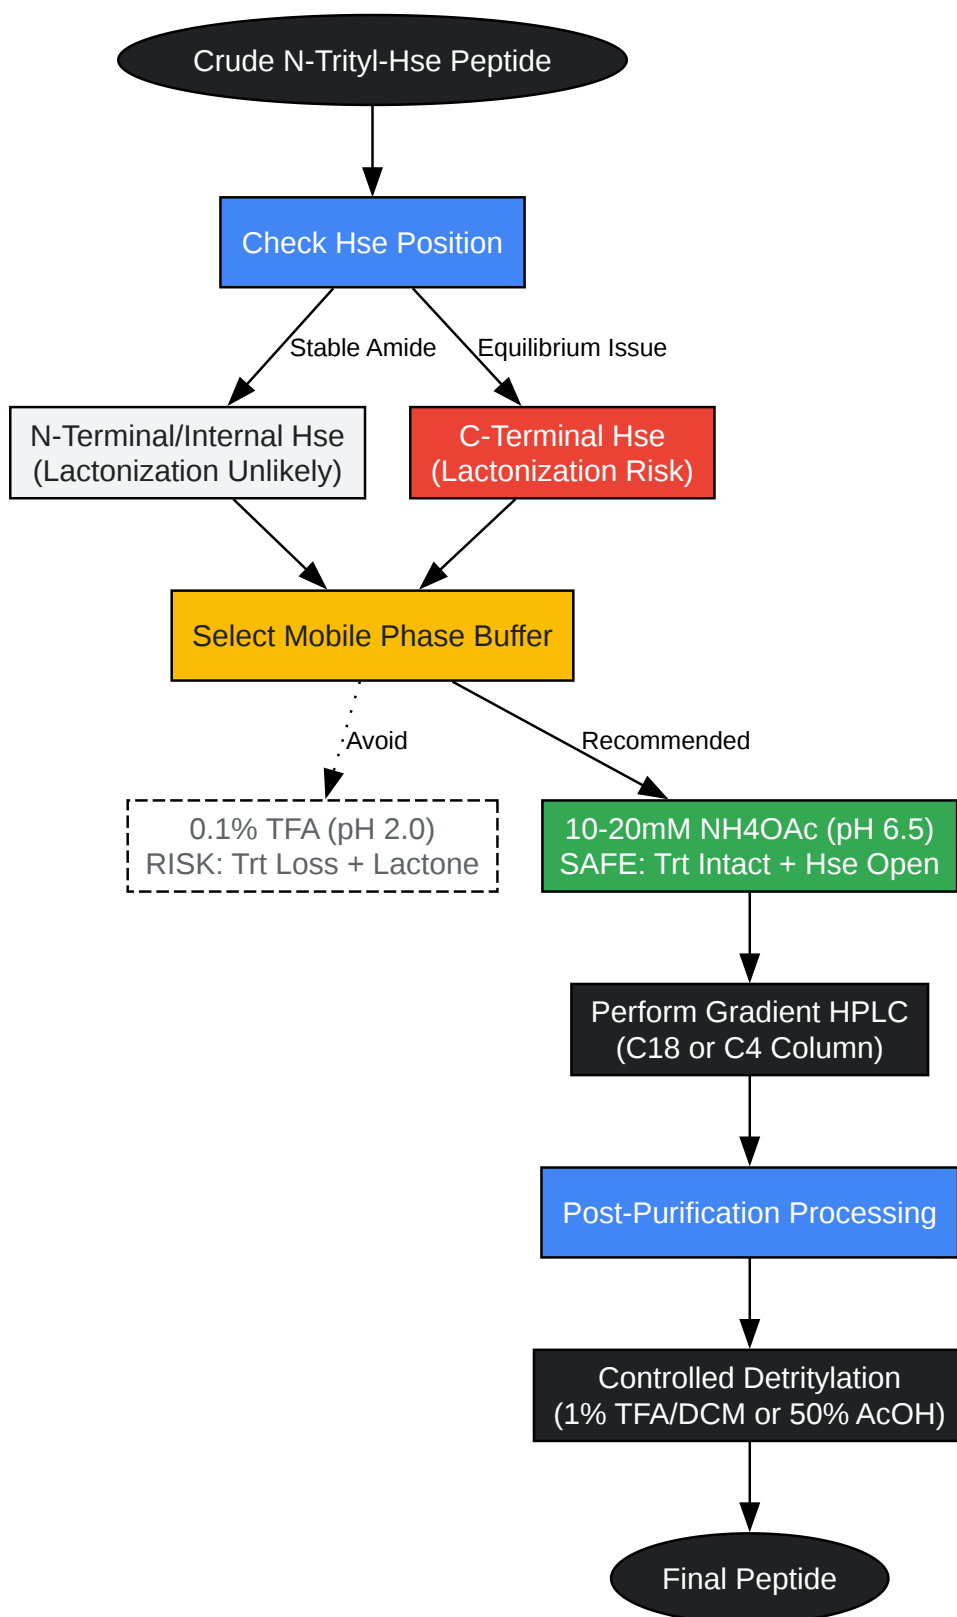 Crude N-Trityl-Hse Peptide
Check Hse Position
Stable Amide
Equilibrium Issue
N-Terminal/Internal Hse
(Lactonization Unlikely)
C-Terminal Hse
(Lactonization Risk)
Select Mobile Phase Buffer
Avoid
Recommended
0.1% TFA (pH 2.0)
RISK: Trt Loss + Lactone
10-20mM NH4OAc (pH 6.5)
SAFE: Trt Intact + Hse Open
Perform Gradient HPLC
(C18 or C4 Column)
Post-Purification Processing
Controlled Detritylation
(1% TFA/DCM or 50% AcOH)
Final Peptide